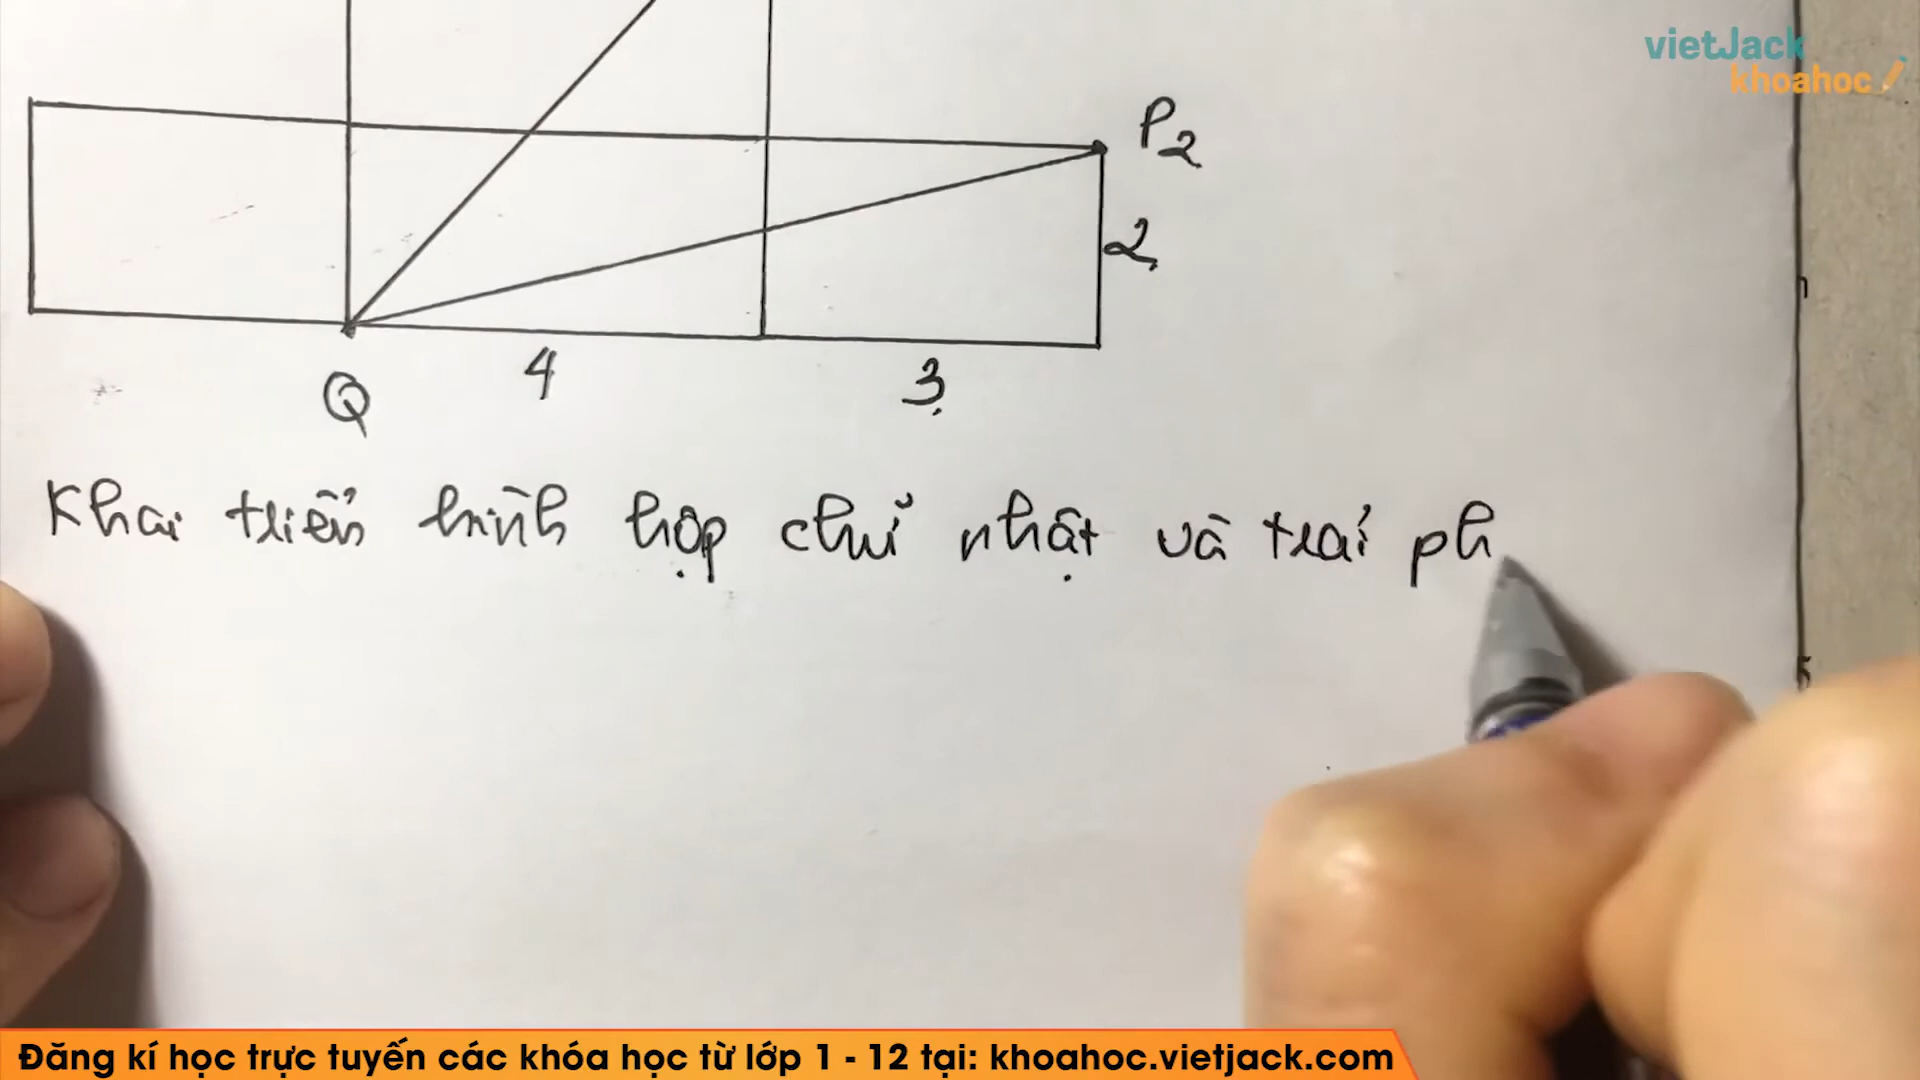 vietJack
khoahoc
P2
2
Q
4
3
Khai triển hình hộp chữ nhật và trải ph
Đăng kí học trực tuyến các khóa học từ lớp 1 - 12 tại: khoahoc.vietjack.com